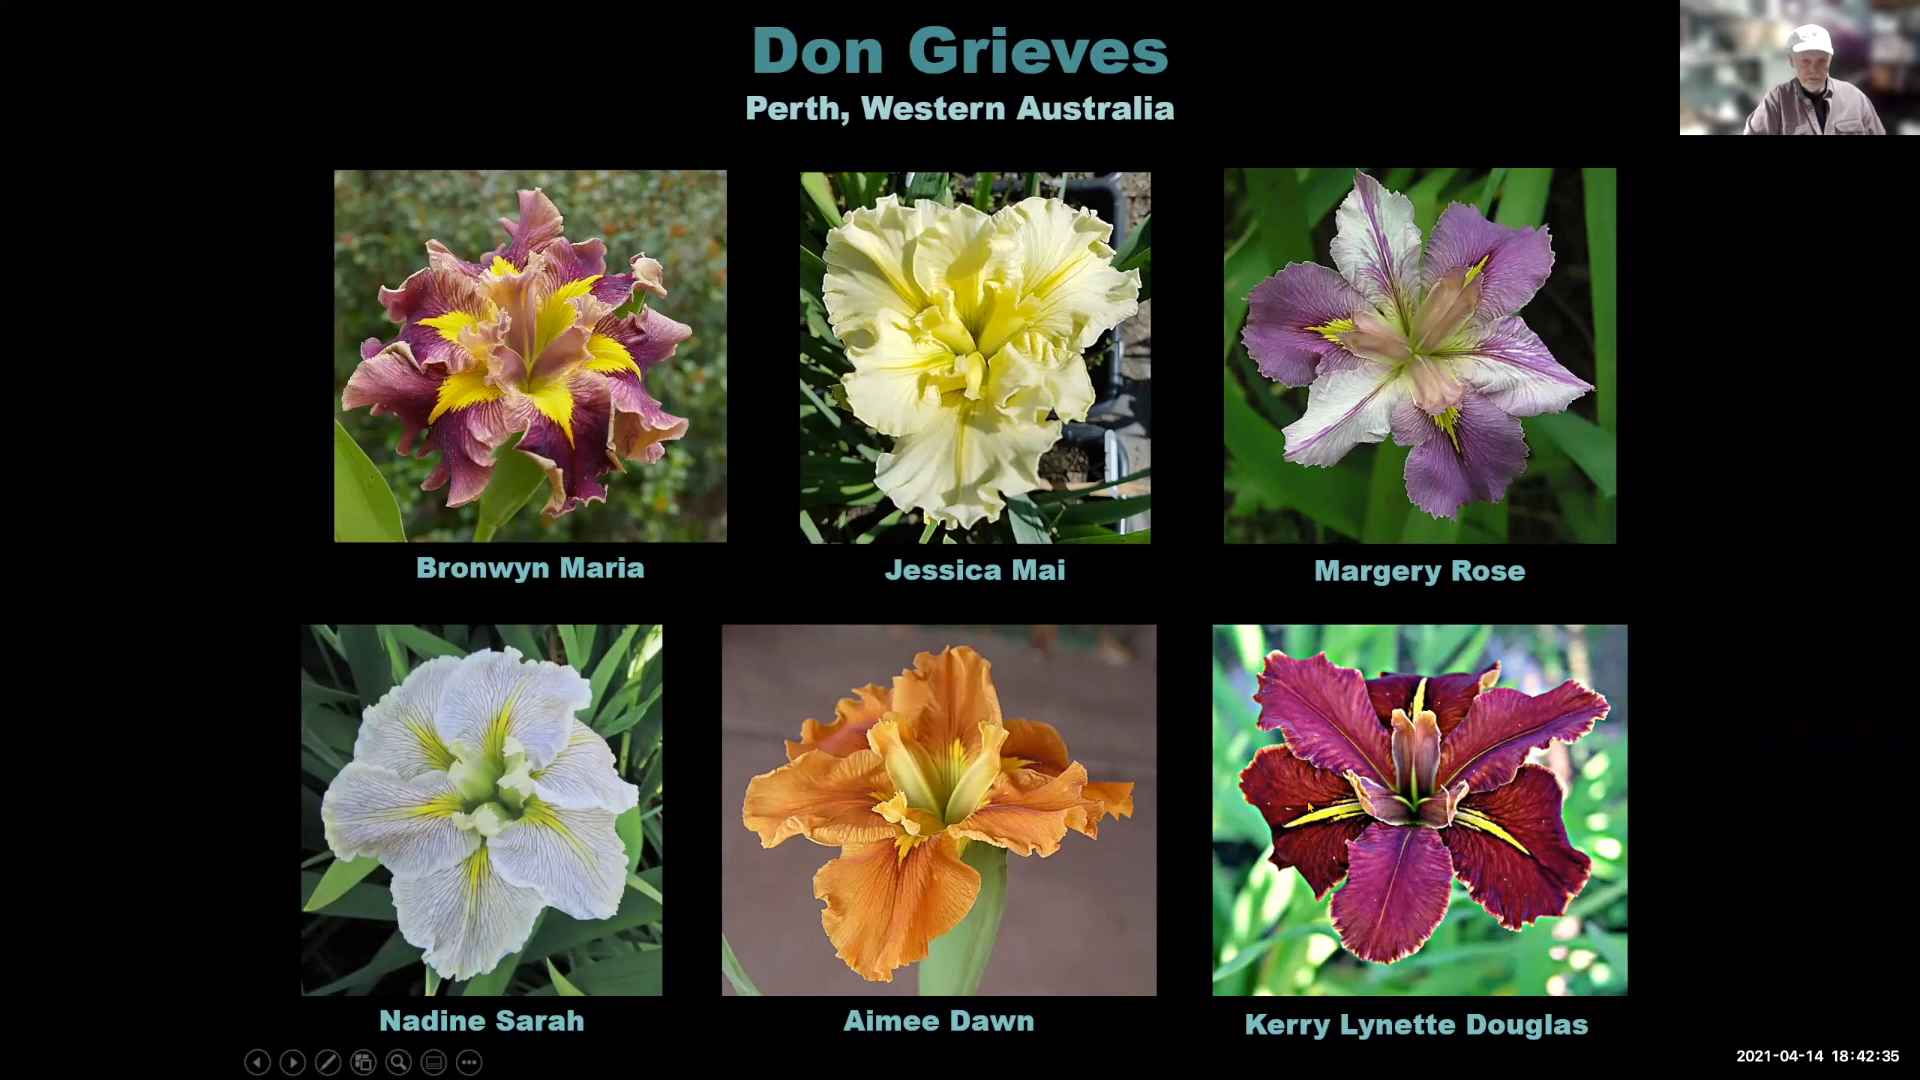 Don Grieves
Perth, Western Australia
Bronwyn Maria
Jessica Mai
Margery Rose
Nadine Sarah
Aimee Dawn
Kerry Lynette Douglas
2021-04-14 18:42:35